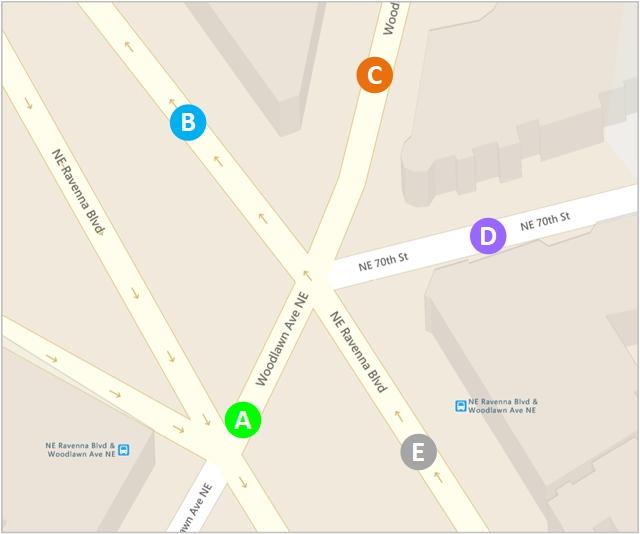 Wood
C
B
NE Ravenna Blvd
D
NE 70th St
NE 70th St
Woodlawn Ave NE
NE Ravenna Blvd
A
NE Ravenna Blvd &
Woodlawn Ave NE
NE Ravenna Blvd &
Woodlawn Ave NE
E
wn Ave NE